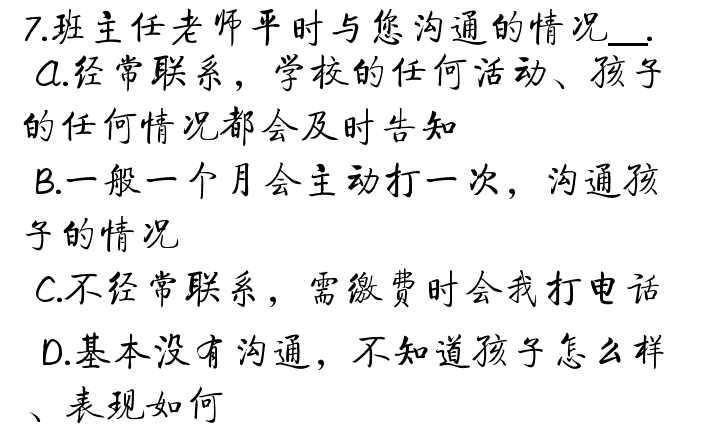 7.班主任老师平时与您沟通的情况__.
A.经常联系，学校的任何活动、孩子
的任何情况都会及时告知
B.一般一个月会主动打一次，沟通孩
子的情况
C.不经常联系，需缴费时会我打电话
D.基本没有沟通，不知道孩子怎么样
、表现如何